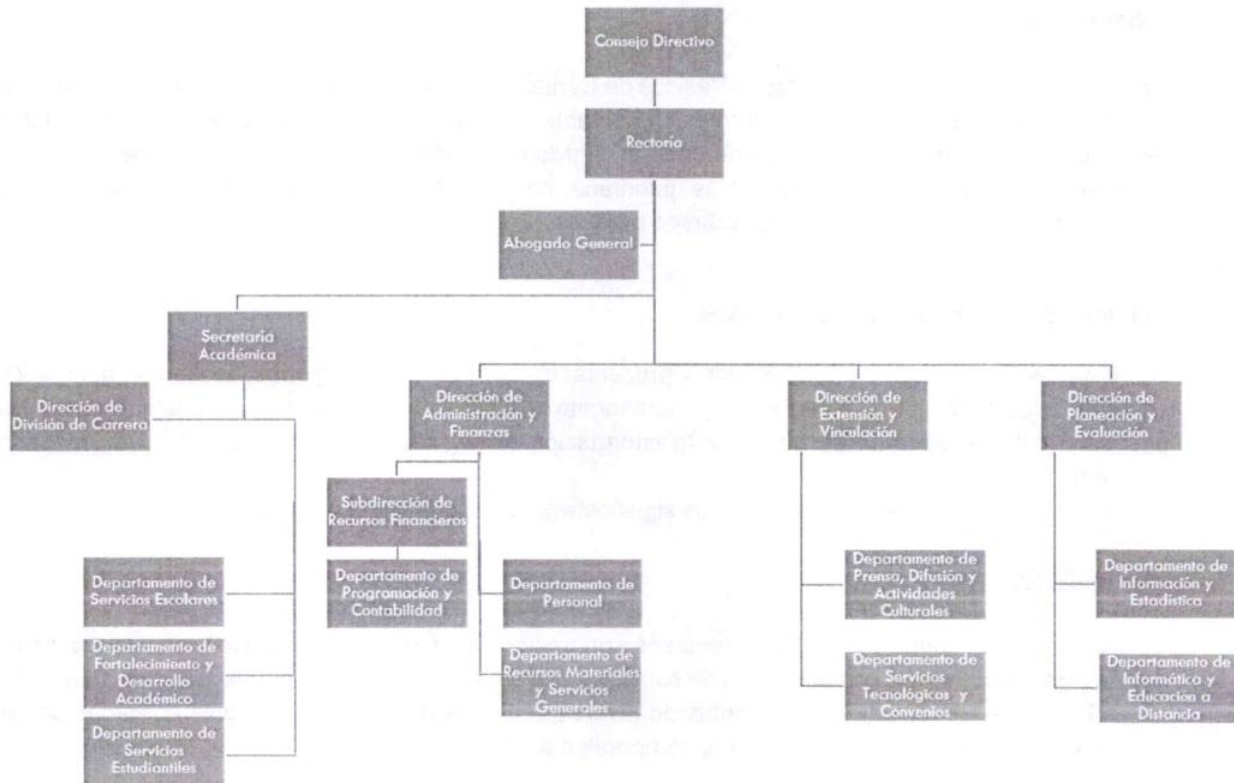 Consejo Directivo
Rectoría
Abogado General
Secretaría
Académica
Dirección de
División de Carrera
Dirección de
Administración y
Finanzas
Dirección de
Extensión y
Vinculación
Dirección de
Planeación y
Evaluación
Subdirección de
Recursos Financieros
Departamento de
Servicios Escolares
Departamento de
Programación y
Contabilidad
Departamento de
Personal
Departamento de
Prensa, Difusión y
Actividades
Culturales
Departamento de
Información y
Estadística
Departamento de
Fortalecimiento y
Desarrollo
Académico
Departamento de
Recursos Materiales
y Servicios
Generales
Departamento de
Servicios
Tecnológicos y
Convenios
Departamento de
Informática y
Educación a
Distancia
Departamento de
Servicios
Estudiantiles